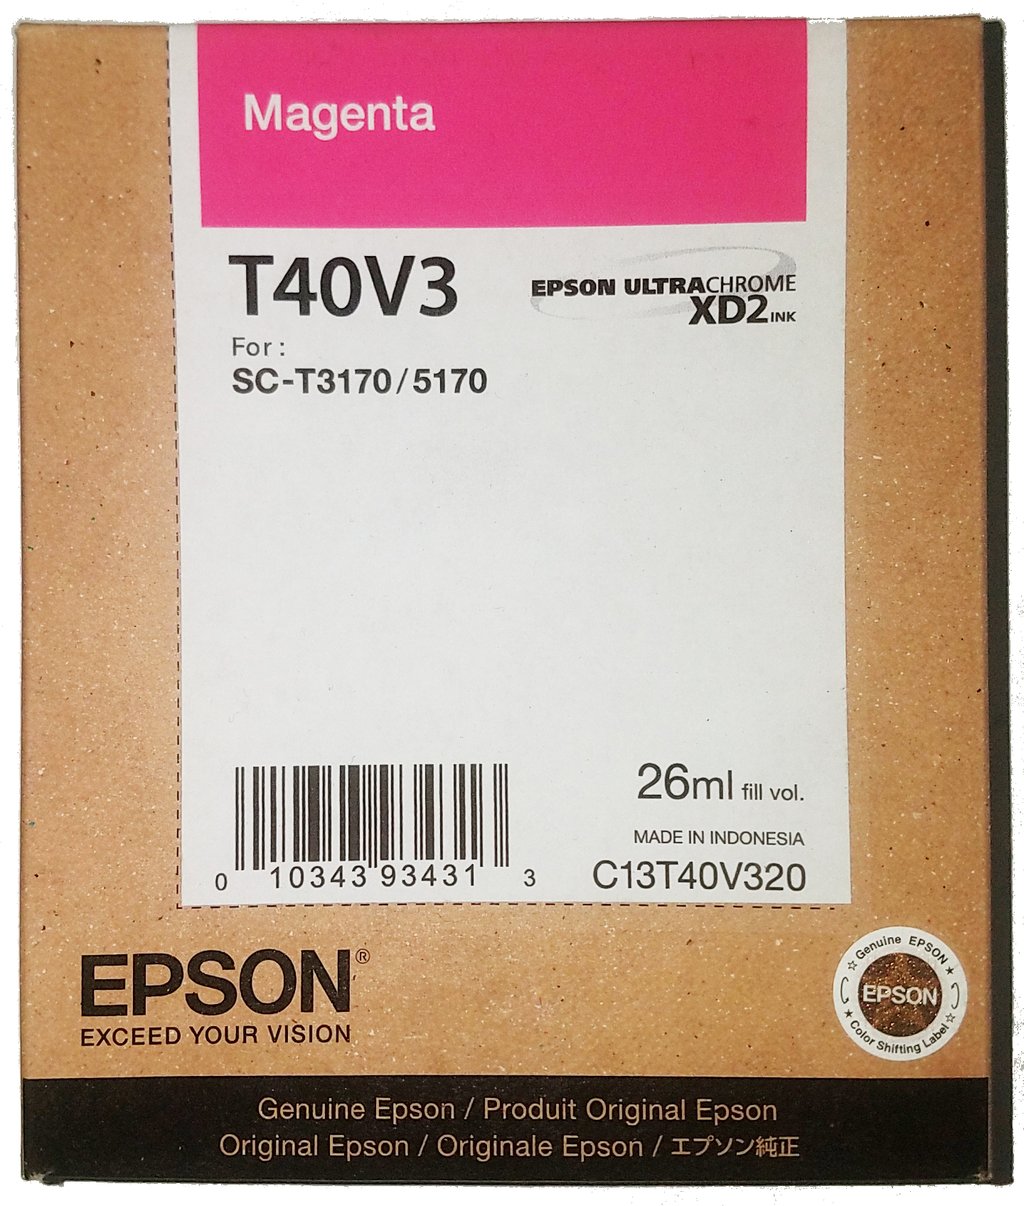 Magenta
T40V3
EPSON ULTRACHROME
XD2 INK
For :
SC-T3170/5170
26ml fill vol.
MADE IN INDONESIA
C13T40V320
0 10343 93431 3
EPSON®
EXCEED YOUR VISION
Genuine EPSON
EPSON
Color Shifting Label
Genuine Epson / Produit Original Epson
Original Epson / Originale Epson / エプソン純正